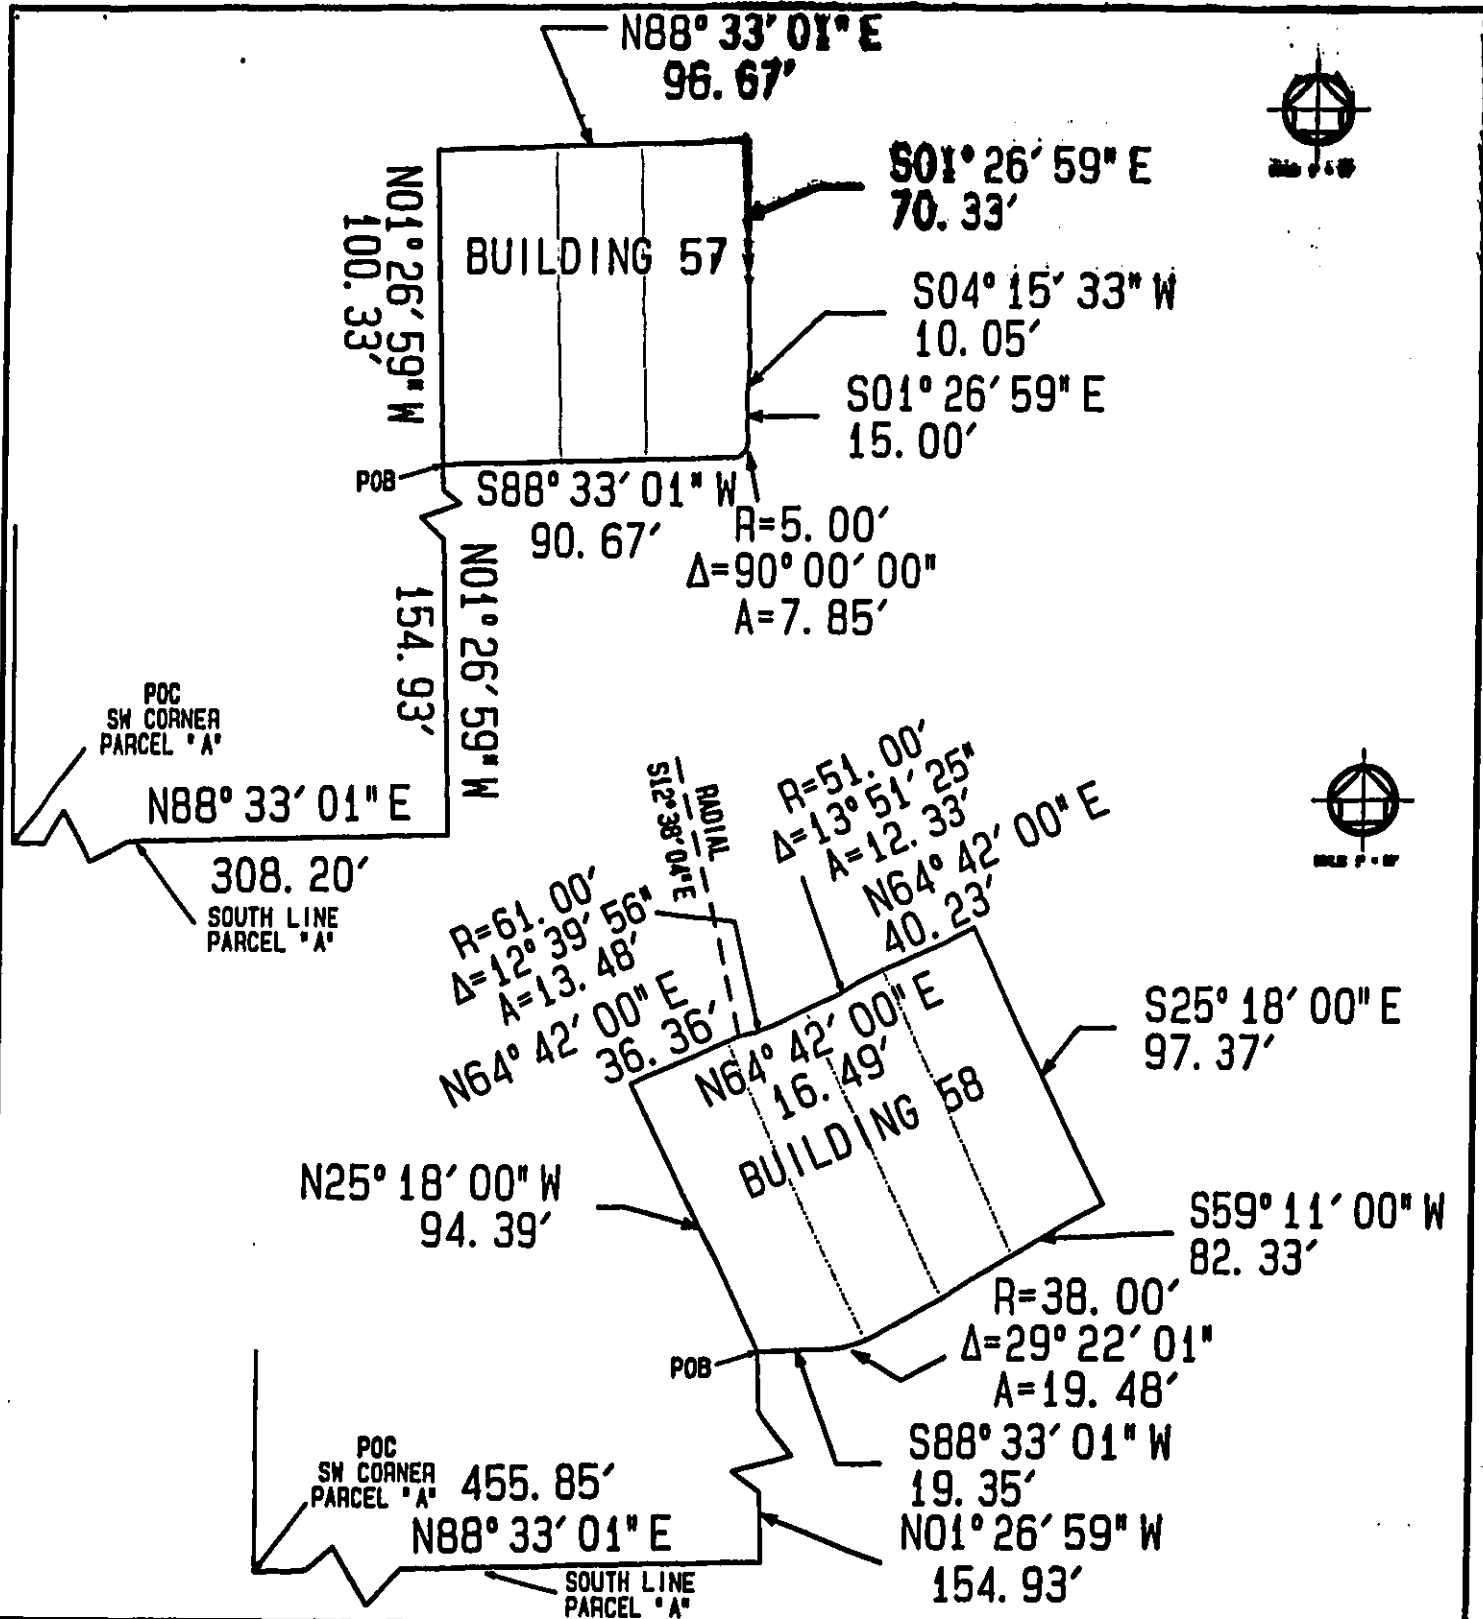 N88° 33' 01" E
96. 67'
S01° 26' 59" E
70. 33'
N01° 26' 59" W
100. 33'
BUILDING 57
S04° 15' 33" W
10. 05'
S01° 26' 59" E
15. 00'
POB
S88° 33' 01" W
90. 67'
R=5. 00'
Δ=90° 00' 00"
A=7. 85'
N01° 26' 59" W
154. 93'
POC
SW CORNER
PARCEL "A"
N88° 33' 01" E
308. 20'
SOUTH LINE
PARCEL "A"
RADIAL
S12° 38' 04" E
R=51. 00'
Δ=13° 51' 25"
A=12. 33'
N64° 42' 00" E
40. 23'
R=61. 00'
Δ=12° 39' 56"
A=13. 48'
N64° 42' 00" E
36. 36'
N64° 42' 00" E
16. 49'
BUILDING 58
S25° 18' 00" E
97. 37'
N25° 18' 00" W
94. 39'
S59° 11' 00" W
82. 33'
R=38. 00'
Δ=29° 22' 01"
A=19. 48'
POB
S88° 33' 01" W
19. 35'
N01° 26' 59" W
154. 93'
POC
SW CORNER
PARCEL "A"
455. 85'
N88° 33' 01" E
SOUTH LINE
PARCEL "A"